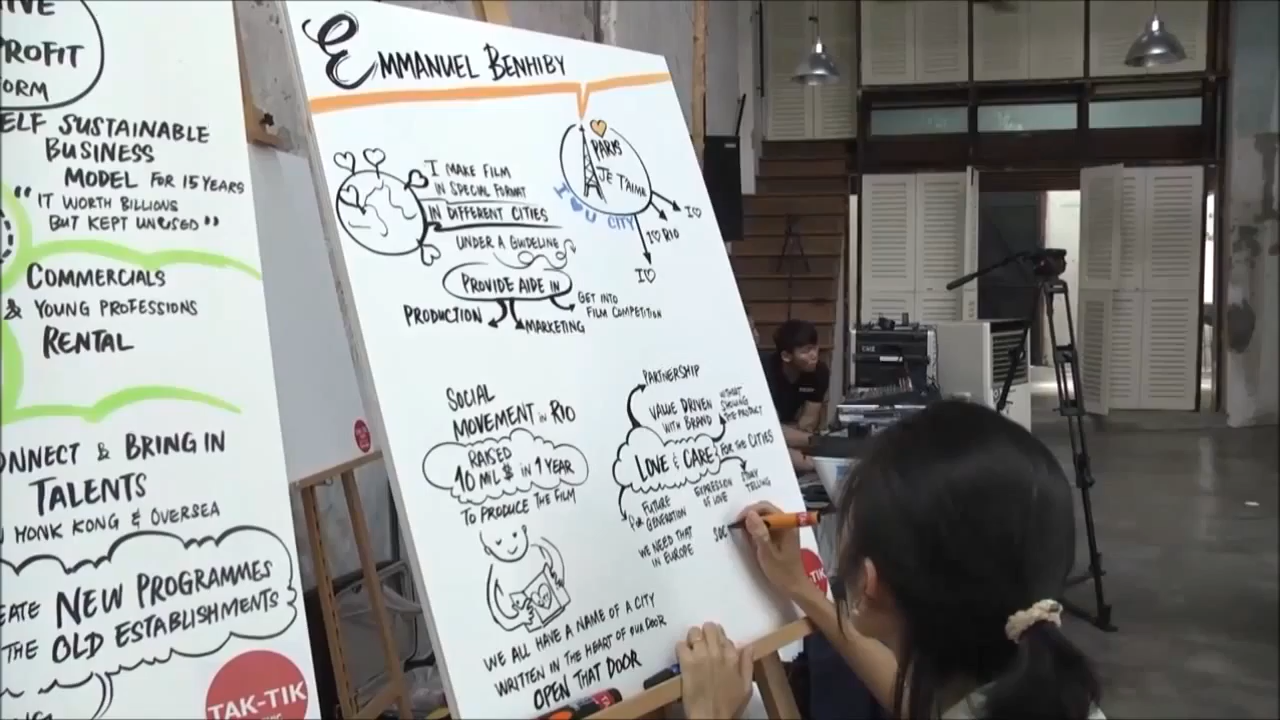 IVE
PROFIT
ORM
ELF SUSTAINABLE
BUSINESS
MODEL FOR 15 YEARS
"IT WORTH BILLIONS
BUT KEPT UNUSED"
COMMERCIALS
& YOUNG PROFESSIONS
RENTAL
ONNECT & BRING IN
TALENTS
N HONK KONG & OVERSEA
EATE NEW PROGRAMMES
THE OLD ESTABLISHMENTS
TAK-TIK
EMMANUEL BENHIBY
I MAKE FILM
IN SPECIAL FORMAT
IN DIFFERENT CITIES
UNDER A GUIDELINE
PROVIDE AIDE IN
PRODUCTION
MARKETING
GET INTO
FILM COMPETITION
PARIS
JE T'AIME
I ♥ U CITY
I ♡
I ♡ RIO
I ♡
SOCIAL
MOVEMENT IN RIO
RAISED
10 MIL $ IN 1 YEAR
TO PRODUCE THE FILM
PARTNERSHIP
VALUE DRIVEN
WITH BRAND
WITHOUT
SHOWING
THE PRODUCT
LOVE & CARE FOR THE CITIES
FOR FUTURE
GENERATION
EXPRESSION
OF LOVE
STORY
TELLING
WE NEED THAT
IN EUROPE
SOC
WE ALL HAVE A NAME OF A CITY
WRITTEN IN THE HEART OF OUR DOOR
OPEN THAT DOOR
-TIK